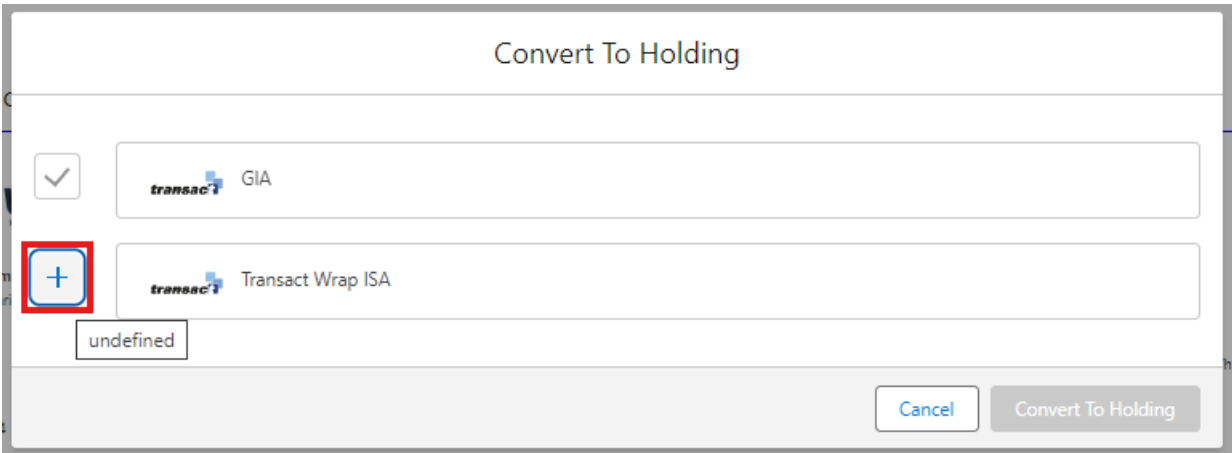 Convert To Holding
transact GIA
transact Transact Wrap ISA
undefined
Cancel Convert To Holding